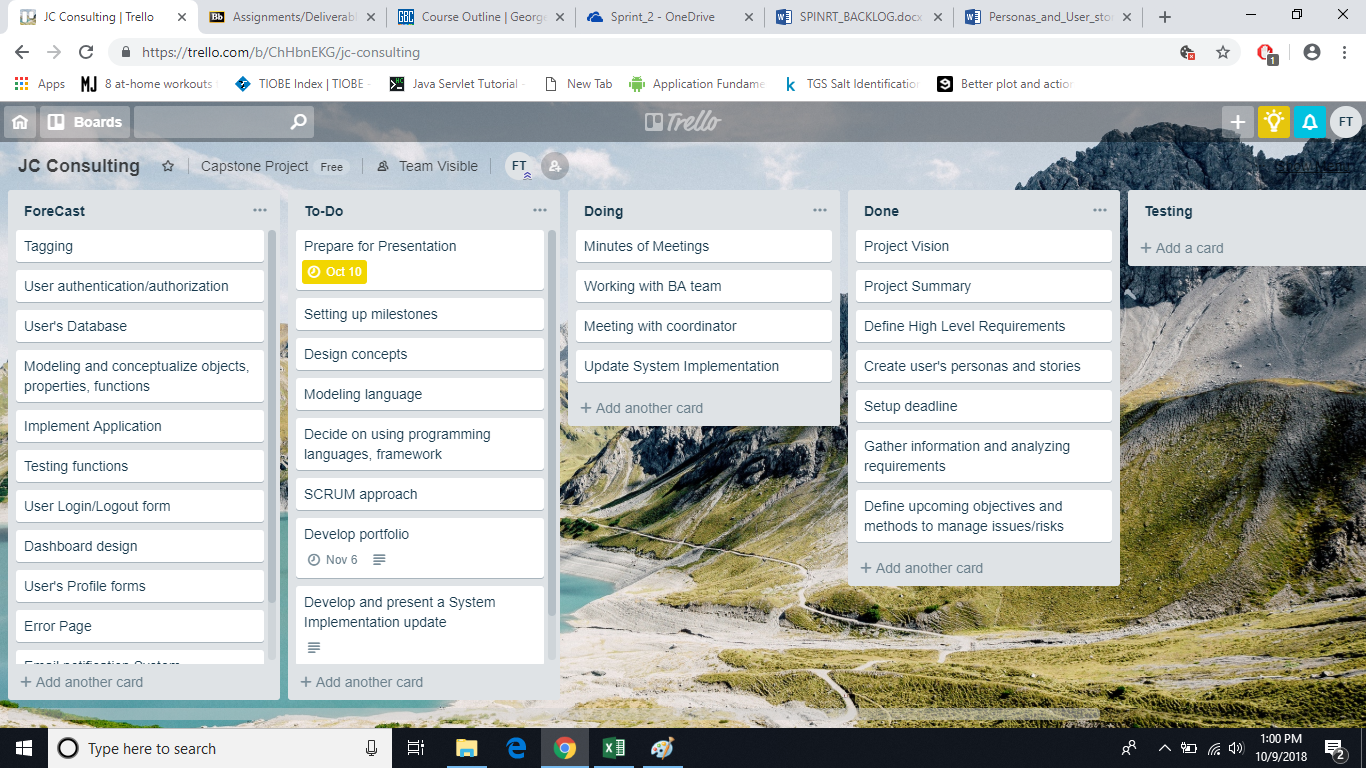 JC Consulting | Trello
Assignments/Deliverabl
Course Outline | George
Sprint_2 - OneDrive
SPINRT_BACKLOG.docx
Personas_and_User_stor
https://trello.com/b/ChHbnEKG/jc-consulting
1
Apps
8 at-home workouts
TIOBE Index | TIOBE -
Java Servlet Tutorial -
New Tab
Application Fundame
TGS Salt Identification
Better plot and action
Boards
Trello
FT
JC Consulting
Capstone Project
Free
Team Visible
FT
ForeCast
Tagging
User authentication/authorization
User's Database
Modeling and conceptualize objects,
properties, functions
Implement Application
Testing functions
User Login/Logout form
Dashboard design
User's Profile forms
Error Page
Email notification System
+ Add another card
To-Do
Prepare for Presentation
Oct 10
Setting up milestones
Design concepts
Modeling language
Decide on using programming
languages, framework
SCRUM approach
Develop portfolio
Nov 6
Develop and present a System
Implementation update
+ Add another card
Doing
Minutes of Meetings
Working with BA team
Meeting with coordinator
Update System Implementation
+ Add another card
Done
Project Vision
Project Summary
Define High Level Requirements
Create user's personas and stories
Setup deadline
Gather information and analyzing
requirements
Define upcoming objectives and
methods to manage issues/risks
+ Add another card
Testing
+ Add a card
Type here to search
1:00 PM
10/9/2018
2